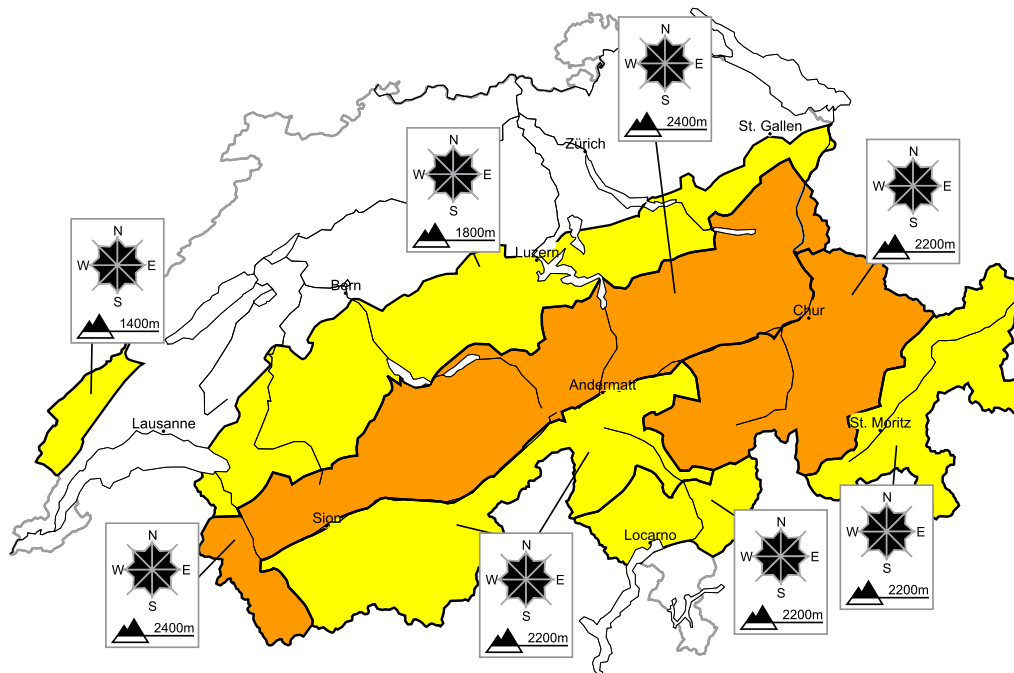 N
W E
S
2400m
St. Gallen
Zürich
N
W E
S
1800m
N
W E
S
2200m
Luzern
N
W E
S
1400m
Bern
Chur
Andermatt
Lausanne
St. Moritz
Sion
Locarno
N
W E
S
2400m
N
W E
S
2200m
N
W E
S
2200m
N
W E
S
2200m